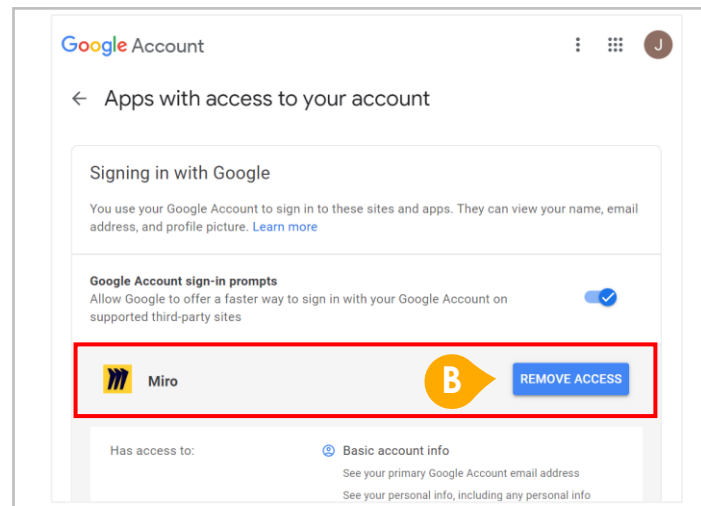 Google Account
J
Apps with access to your account
Signing in with Google
You use your Google Account to sign in to these sites and apps. They can view your name, email
address, and profile picture. Learn more
Google Account sign-in prompts
Allow Google to offer a faster way to sign in with your Google Account on
supported third-party sites
Miro
B
REMOVE ACCESS
Has access to:
Basic account info
See your primary Google Account email address
See your personal info, including any personal info